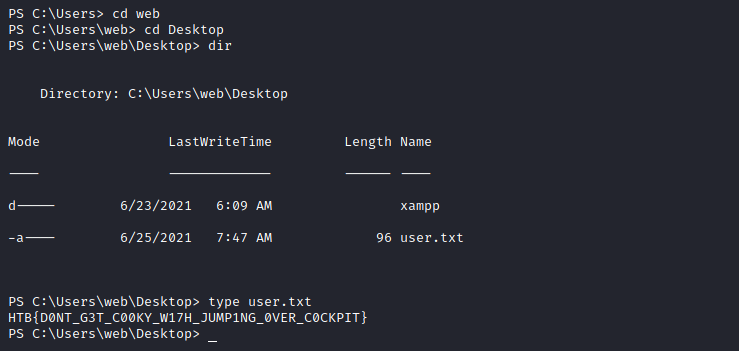 PS C:\Users> cd web
PS C:\Users\web> cd Desktop
PS C:\Users\web\Desktop> dir
Directory: C:\Users\web\Desktop
Mode                LastWriteTime         Length Name
----                -------------         ------ ----
d-----        6/23/2021   6:09 AM                xampp
-a----        6/25/2021   7:47 AM             96 user.txt
PS C:\Users\web\Desktop> type user.txt
HTB{D0NT_G3T_C00KY_W17H_JUMP1NG_0VER_C0CKPIT}
PS C:\Users\web\Desktop> _